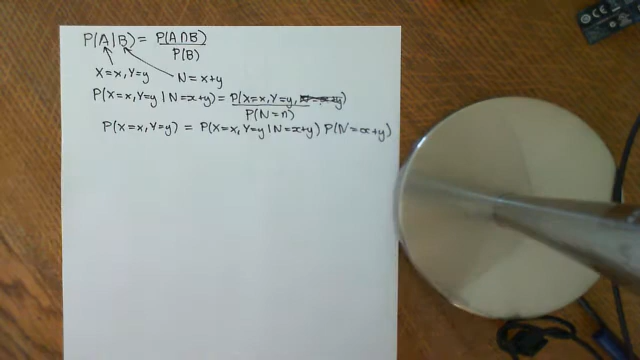 P(A|B) = P(A∩B) / P(B)
X=x, Y=y N=x+y
P(X=x, Y=y | N=x+y) = P(X=x, Y=y, N=x+y) / P(N=n)
P(X=x, Y=y) = P(X=x, Y=y | N=x+y) P(N=x+y)